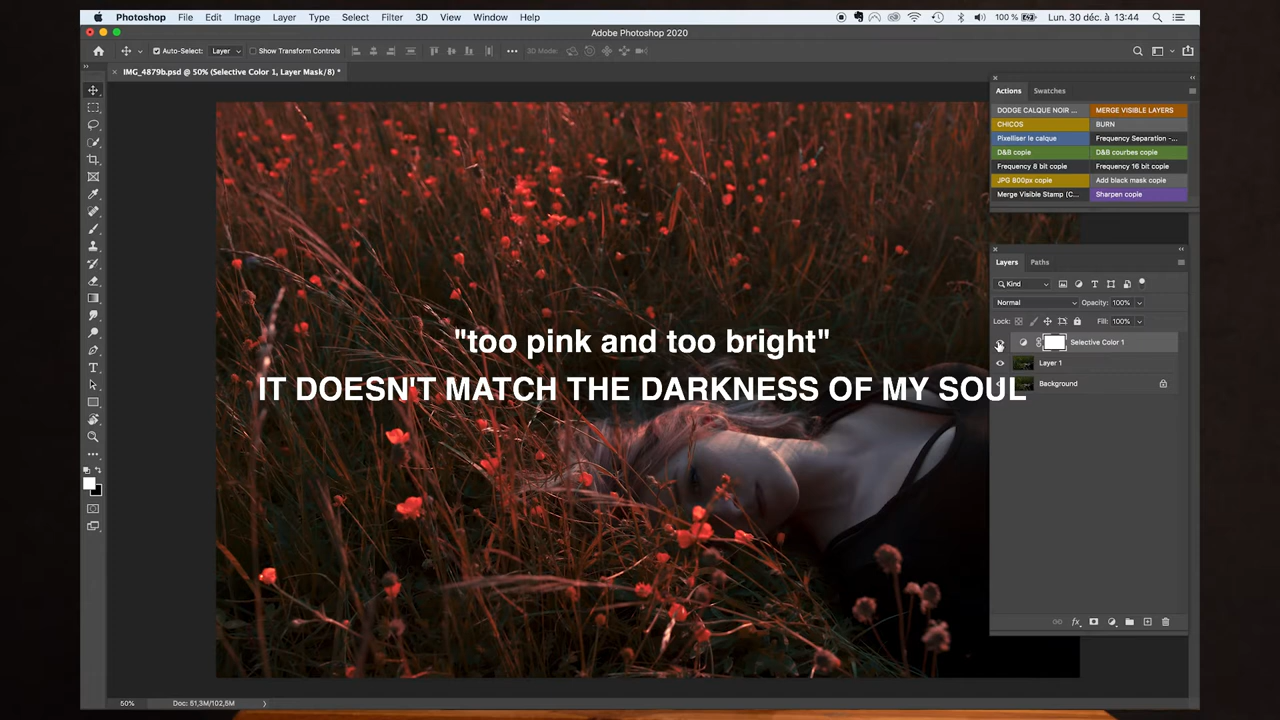 Photoshop File Edit Image Layer Type Select Filter 3D View Window Help 100 % Lun. 30 déc. à 13:44
Adobe Photoshop 2020
Auto-Select: Layer Show Transform Controls 3D Mode:
IMG_4879b.psd @ 50% (Selective Color 1, Layer Mask/8) *
Actions Swatches
DODGE CALQUE NOIR ... MERGE VISIBLE LAYERS
CHICOS BURN
Pixelliser le calque Frequency Separation -...
D&B copie D&B courbes copie
Frequency 8 bit copie Frequency 16 bit copie
JPG 800px copie Add black mask copie
Merge Visible Stamp (C... Sharpen copie
Layers Paths
Kind
Normal Opacity: 100%
Lock: Fill: 100%
Selective Color 1
Layer 1
Background
"too pink and too bright"
IT DOESN'T MATCH THE DARKNESS OF MY SOUL
50% Doc: 51,3M/102,5M